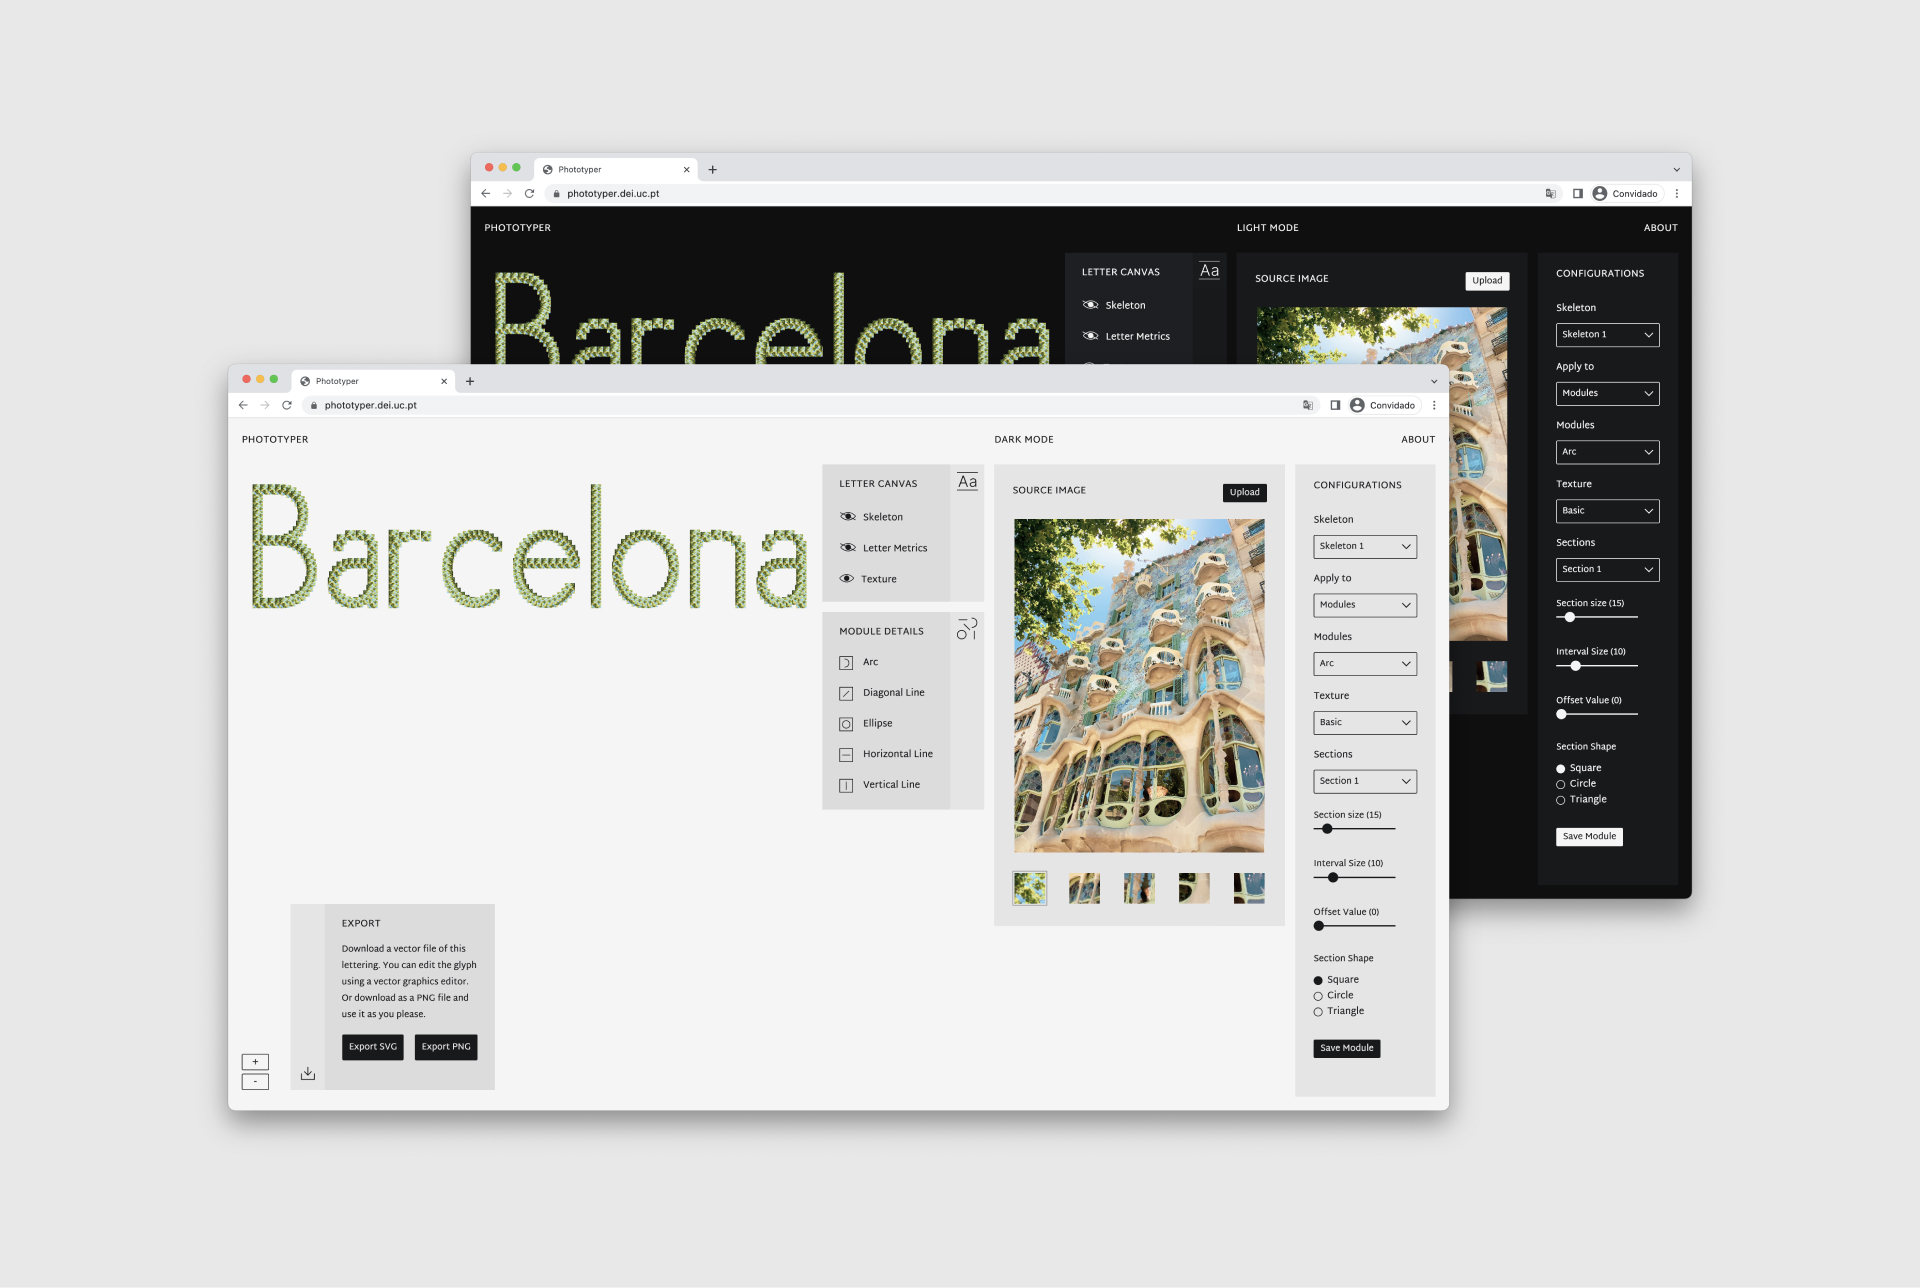 Phototyper
phototyper.dei.uc.pt
Convidado
PHOTOTYPER
LIGHT MODE
ABOUT
Barcelona
LETTER CANVAS
Aa
Skeleton
Letter Metrics
SOURCE IMAGE
Upload
CONFIGURATIONS
Skeleton
Skeleton 1
Apply to
Modules
Modules
Arc
Texture
Basic
Sections
Section 1
Section size (15)
Interval Size (10)
Offset Value (0)
Section Shape
Square
Circle
Triangle
Save Module
Phototyper
phototyper.dei.uc.pt
Convidado
PHOTOTYPER
DARK MODE
ABOUT
Barcelona
LETTER CANVAS
Aa
Skeleton
Letter Metrics
Texture
MODULE DETAILS
Arc
Diagonal Line
Ellipse
Horizontal Line
Vertical Line
SOURCE IMAGE
Upload
CONFIGURATIONS
Skeleton
Skeleton 1
Apply to
Modules
Modules
Arc
Texture
Basic
Sections
Section 1
Section size (15)
Interval Size (10)
Offset Value (0)
Section Shape
Square
Circle
Triangle
Save Module
EXPORT
Download a vector file of this
lettering. You can edit the glyph
using a vector graphics editor.
Or download as a PNG file and
use it as you please.
Export SVG
Export PNG
+
-